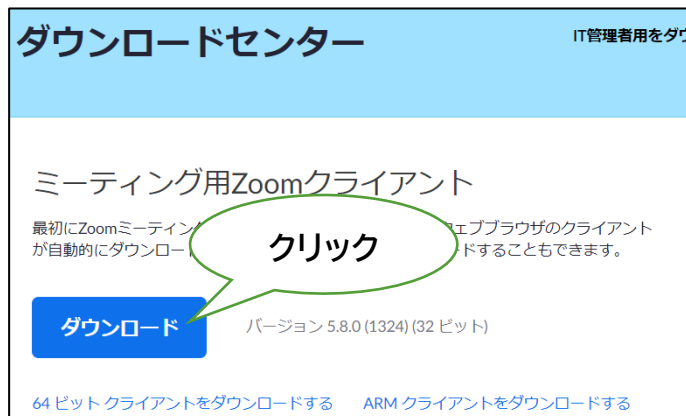 ダウンロードセンター
IT管理者用をダウ
ミーティング用Zoomクライアント
最初にZoomミーティング ェブブラウザのクライアント
が自動的にダウンロー ドすることもできます。
クリック
ダウンロード バージョン 5.8.0 (1324) (32 ビット)
64 ビット クライアントをダウンロードする ARM クライアントをダウンロードする